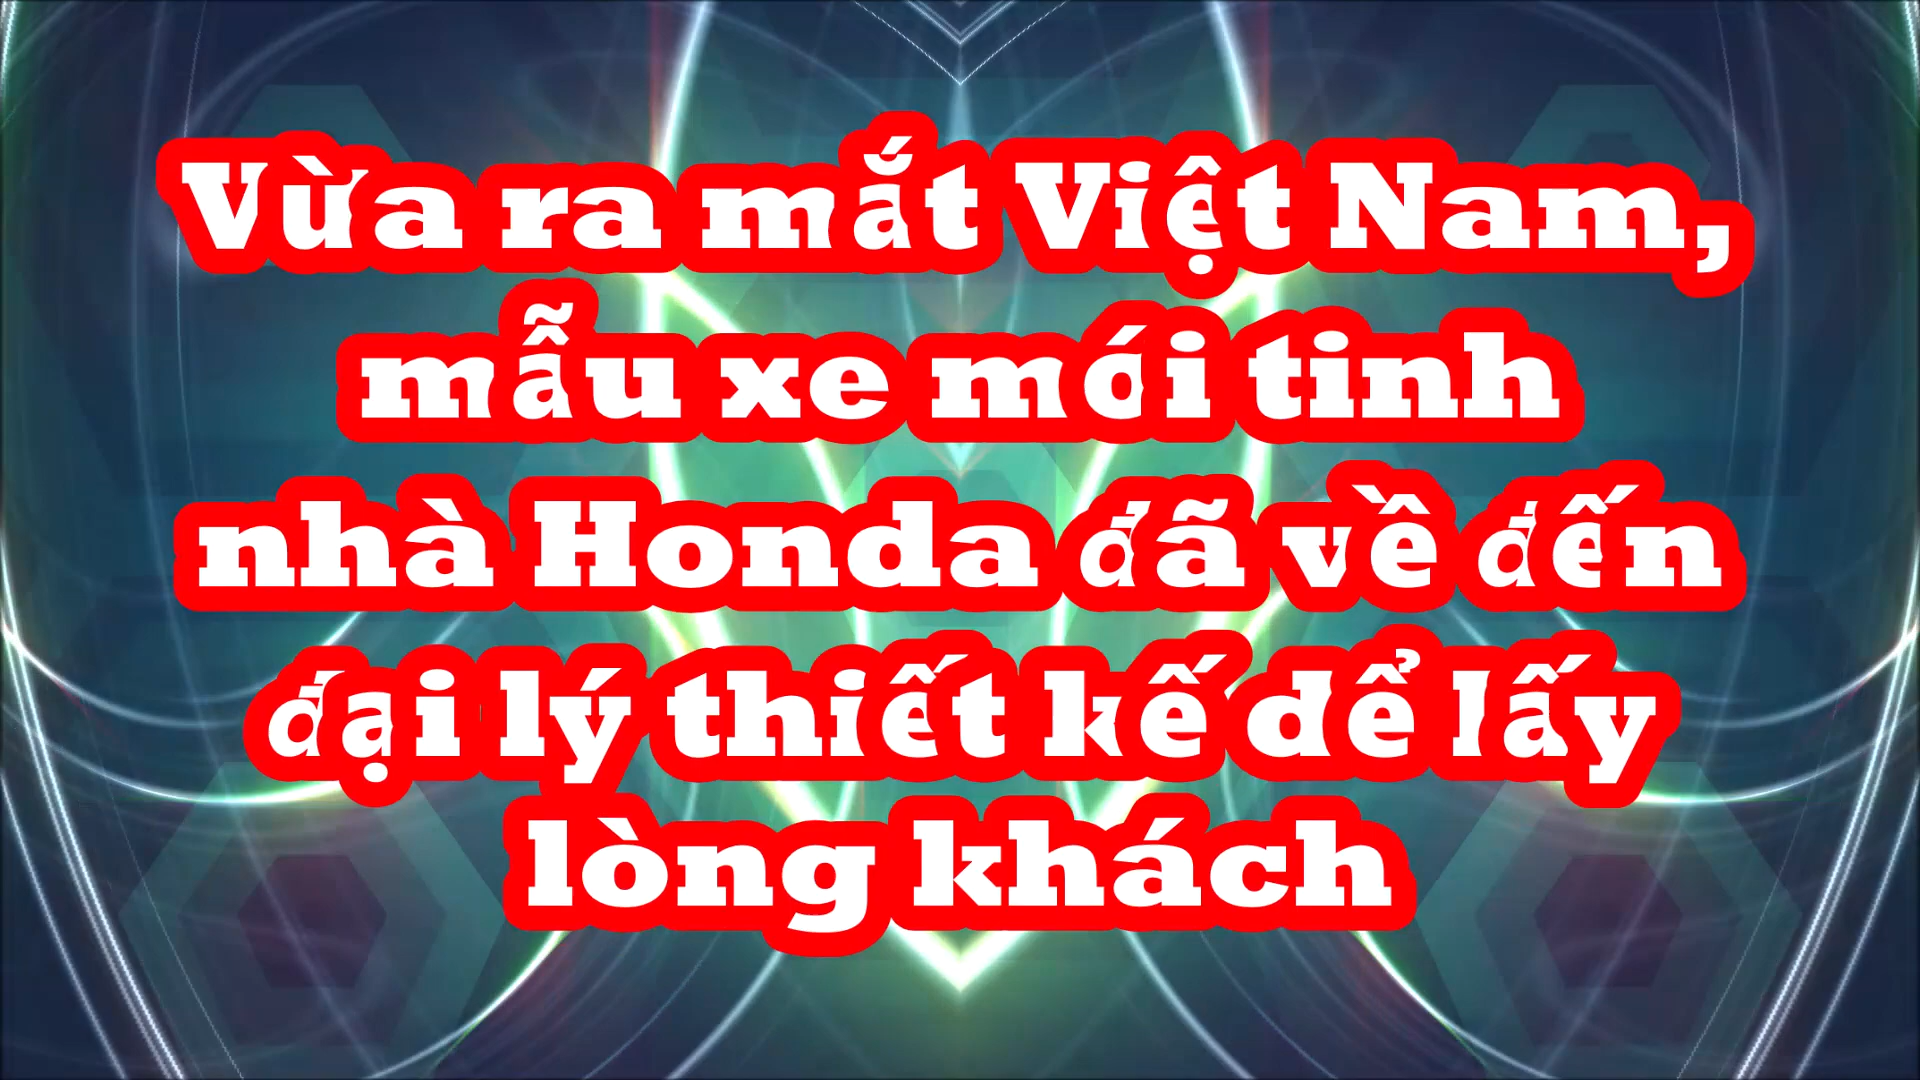 Vừa ra mắt Việt Nam,
mẫu xe mới tinh
nhà Honda đã về đến
đại lý thiết kế dể lấy
lòng khách